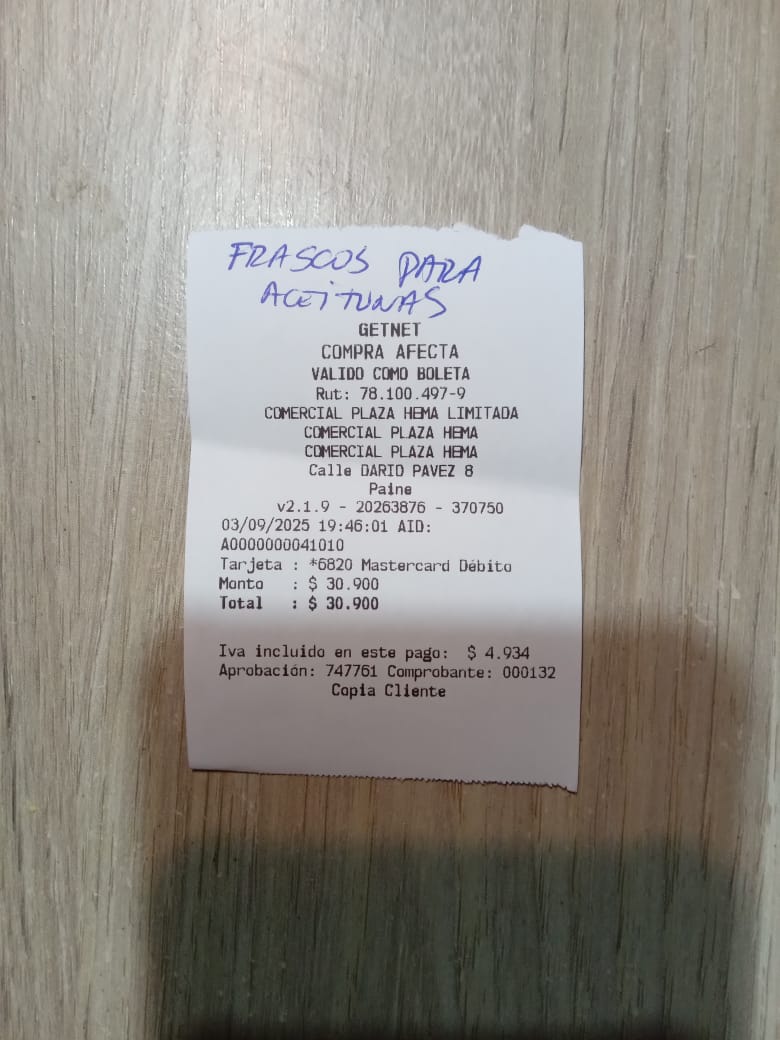 FRASCOS PARA
ACEITUNAS
GETNET
COMPRA AFECTA
VALIDO COMO BOLETA
Rut: 78.100.497-9
COMERCIAL PLAZA HEMA LIMITADA
COMERCIAL PLAZA HEMA
COMERCIAL PLAZA HEMA
Calle DARIO PAVEZ 8
Paine
v2.1.9 - 20263876 - 370750
03/09/2025 19:46:01 AID:
A0000000041010
Tarjeta : *6820 Mastercard Débito
Monto : $ 30.900
Total : $ 30.900
Iva incluido en este pago: $ 4.934
Aprobación: 747761 Comprobante: 000132
Copia Cliente